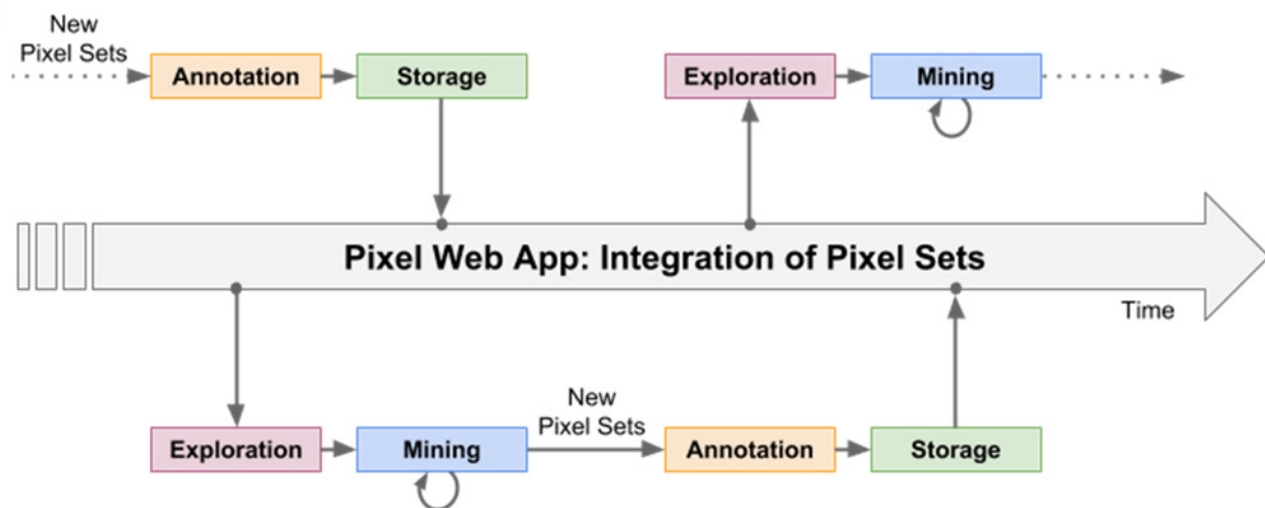 New
Pixel Sets
Annotation
Storage
Exploration
Mining
Pixel Web App: Integration of Pixel Sets
Time
Exploration
Mining
New
Pixel Sets
Annotation
Storage